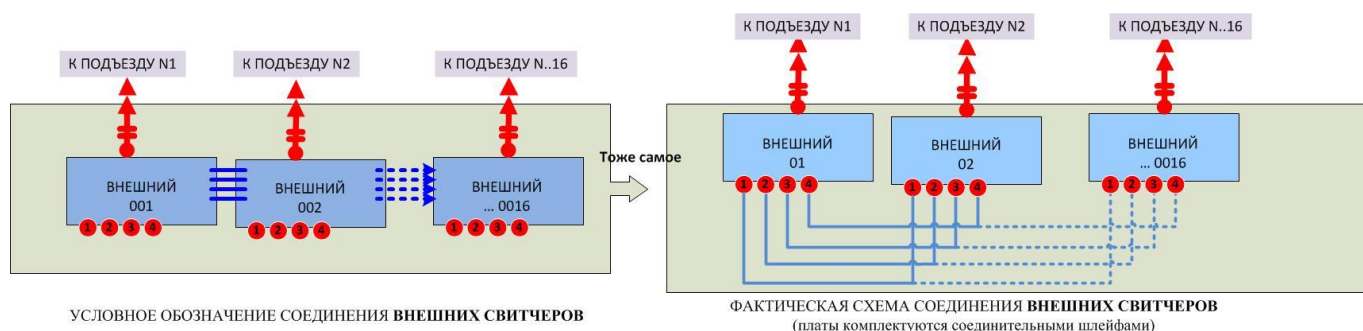 К ПОДЪЕЗДУ N1
К ПОДЪЕЗДУ N2
К ПОДЪЕЗДУ N..16
ВНЕШНИЙ
001
ВНЕШНИЙ
002
ВНЕШНИЙ
... 0016
1 2 3 4
1 2 3 4
1 2 3 4
УСЛОВНОЕ ОБОЗНАЧЕНИЕ СОЕДИНЕНИЯ ВНЕШНИХ СВИТЧЕРОВ
Тоже самое
К ПОДЪЕЗДУ N1
К ПОДЪЕЗДУ N2
К ПОДЪЕЗДУ N..16
ВНЕШНИЙ
01
ВНЕШНИЙ
02
ВНЕШНИЙ
... 0016
1 2 3 4
1 2 3 4
1 2 3 4
ФАКТИЧЕСКАЯ СХЕМА СОЕДИНЕНИЯ ВНЕШНИХ СВИТЧЕРОВ
(платы комплектуются соединительными шлейфами)